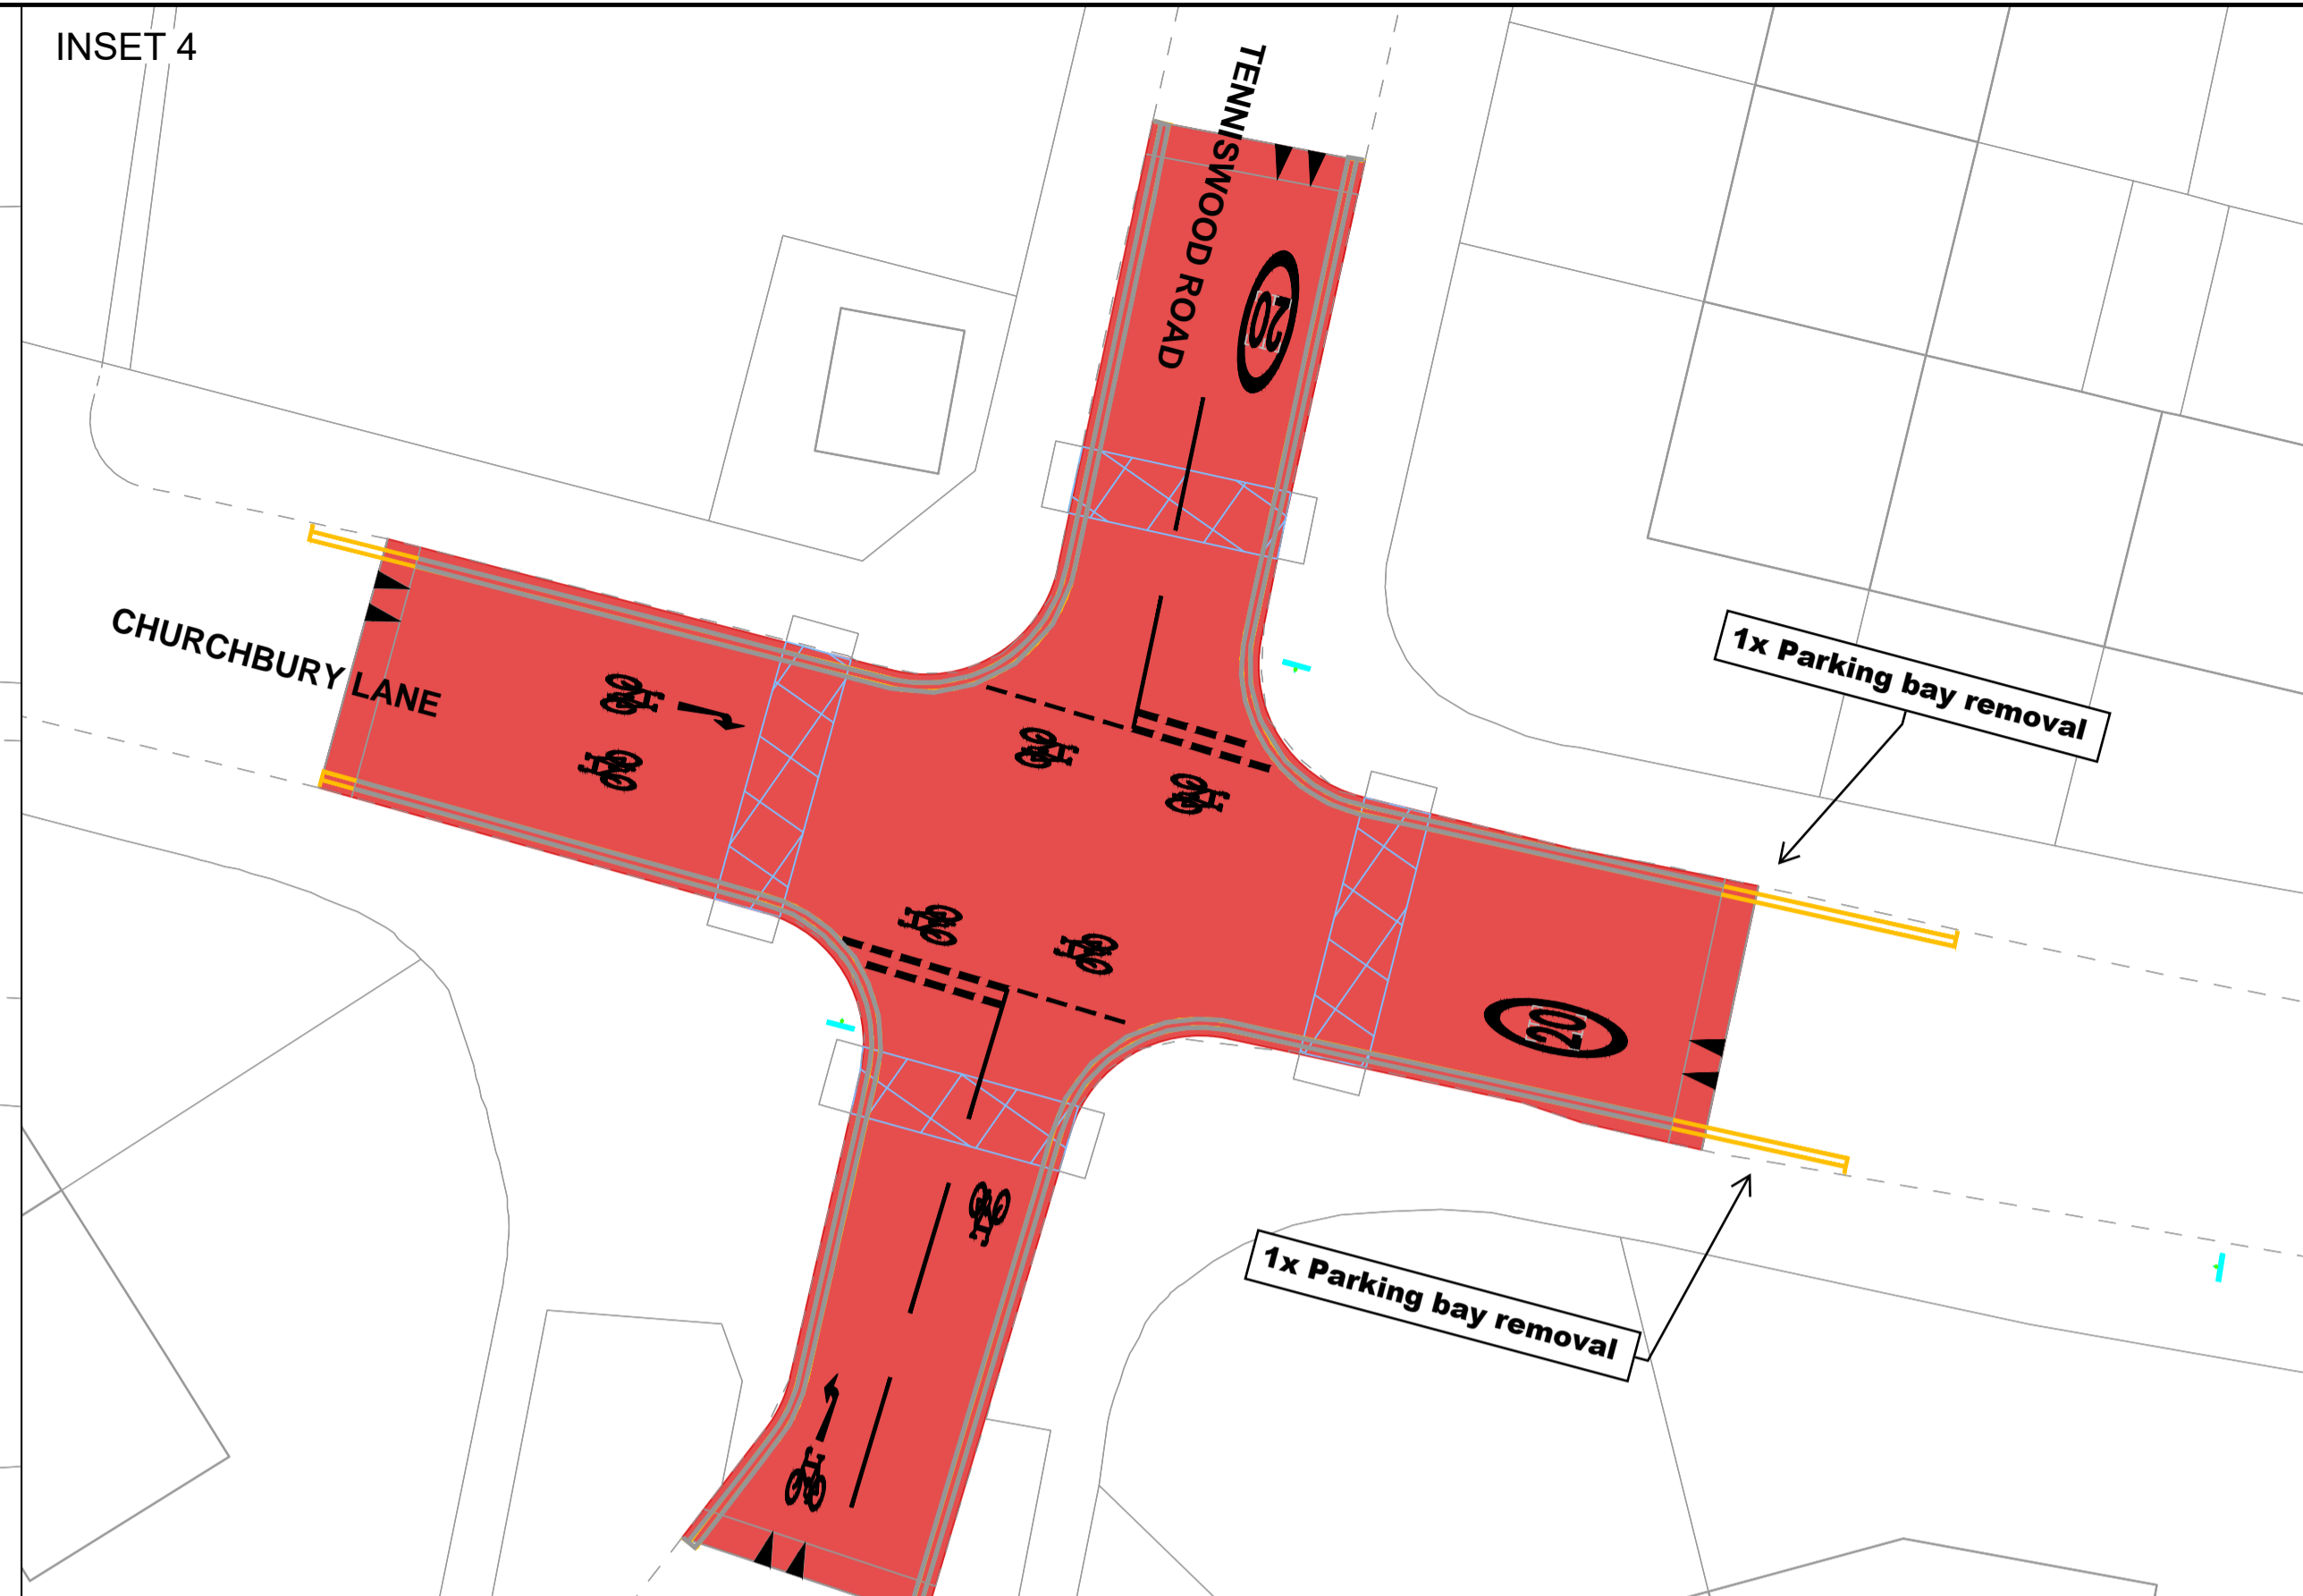 INSET 4
TENNISWOOD ROAD
20
CHURCHBURY LANE
1x Parking bay removal
20
1x Parking bay removal